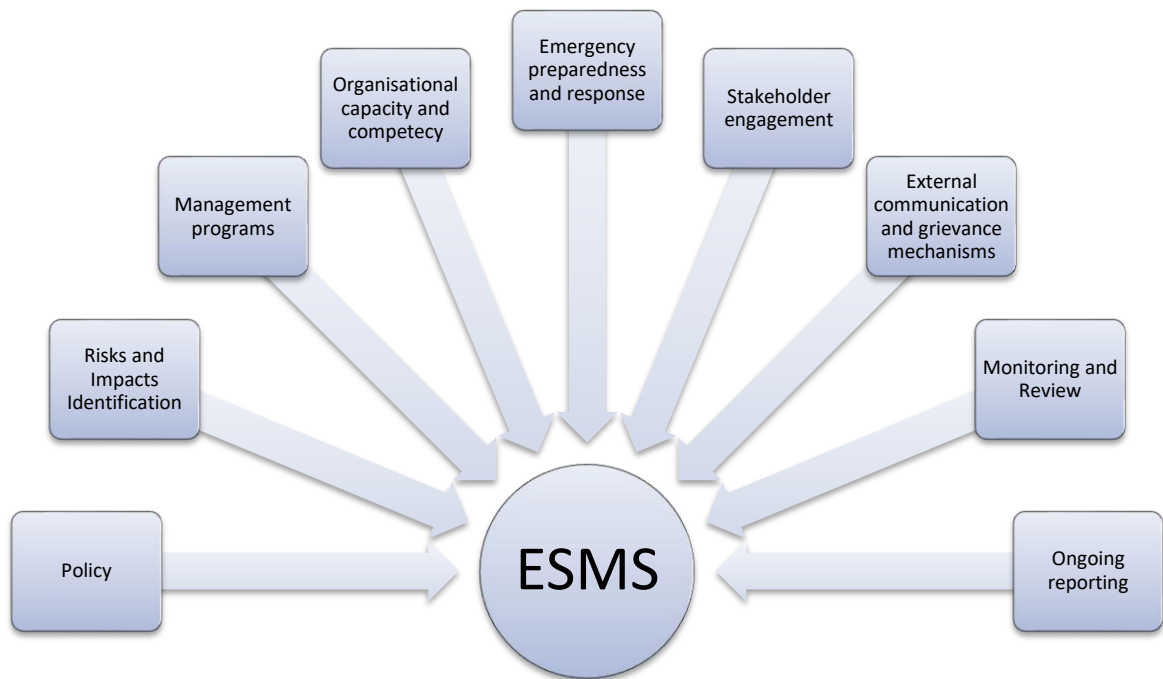 Emergency
preparedness
and response
Organisational
capacity and
competecy
Stakeholder
engagement
Management
programs
External
communication
and grievance
mechanisms
Risks and
Impacts
Identification
Monitoring and
Review
Policy
ESMS
Ongoing
reporting